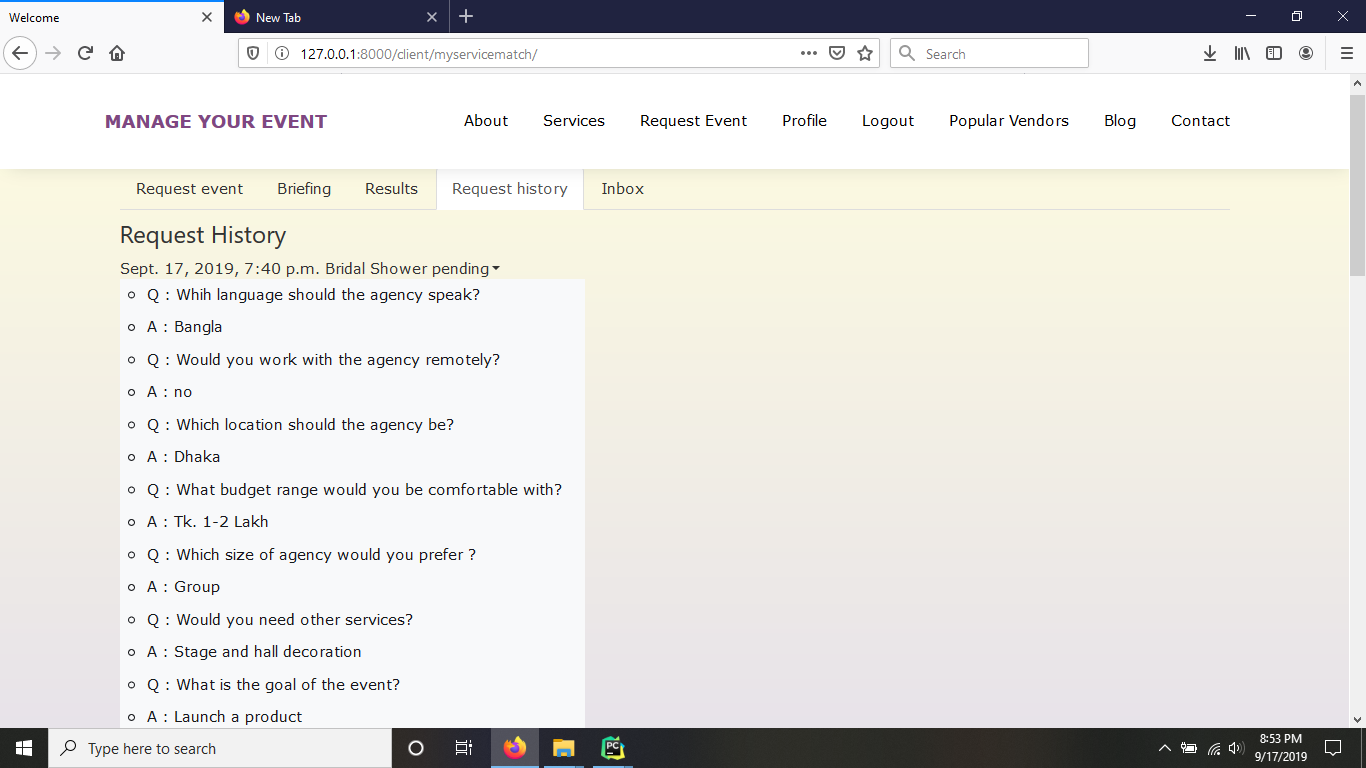 Welcome
New Tab
127.0.0.1:8000/client/myservicematch/
Search
MANAGE YOUR EVENT
About Services Request Event Profile Logout Popular Vendors Blog Contact
Request event Briefing Results Request history Inbox
Request History
Sept. 17, 2019, 7:40 p.m. Bridal Shower pending
Q : Whih language should the agency speak?
A : Bangla
Q : Would you work with the agency remotely?
A : no
Q : Which location should the agency be?
A : Dhaka
Q : What budget range would you be comfortable with?
A : Tk. 1-2 Lakh
Q : Which size of agency would you prefer ?
A : Group
Q : Would you need other services?
A : Stage and hall decoration
Q : What is the goal of the event?
A : Launch a product
Type here to search
PC
8:53 PM
9/17/2019